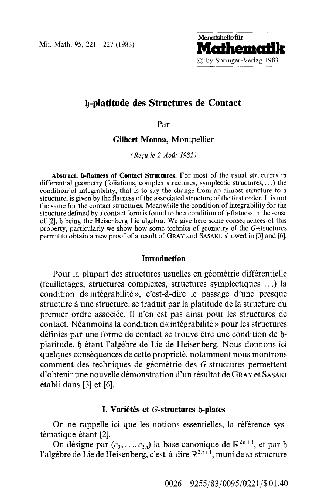 Mh. Math. 95, 221—227 (1983)
Monatshefte für
Mathematik
© by Springer-Verlag 1983
𝔥-platitude des Structures de Contact
Par
Gilbert Monna, Montpellier
(Reçu le 2 Août 1982)
Abstract. 𝔥-flatness of Contact Structures. For most of the usual structures in
differential geometry (foliations, complex structures, symplectic structures, ...) the
condition of integrability, that is to say the change from an almost structure to a
structure, is given by the flatness of the associated structure of the first order. It is not
the same for the contact structures. Meanwhile the condition of integrability for the
structure defined by a contact form is found to be a condition of 𝔥-flatness in the sense
of [2], 𝔥 being the Heisenberg Lie algebra. We give here some consequences of this
property, particularly we show how some technics of geometry of the G-structures
permit to obtain a new proof of a result of GRAY and SASAKI, showed in [3] and [6].
Introduction
Pour la plupart des structures usuelles en géométrie différentielle
(feuilletages, structures complexes, structures symplectiques ...) la
condition «d'intégrabilité», c'est-à-dire le passage d'une presque
structure à une structure, se traduit par la platitude de la structure du
premier ordre associée. Il n'en est pas ainsi pour les structures de
contact. Néanmoins la condition «d'intégrabilité» pour les structures
définies par une forme de contact se trouve être une condition de 𝔥-
platitude, 𝔥 étant l'algèbre de Lie de Heisenberg. Nous donnons ici
quelques conséquences de cette propriété, notamment nous montrons
comment des techniques de géométrie des G-structures permettent
d'obtenir une nouvelle démonstration d'un résultat de GRAY et SASAKI
établi dans [3] et [6].
I. Variétés et G-structures 𝔥-plates
On ne rappelle ici que les notions essentielles, la référence sys-
tématique étant [2].
On désigne par (e₀, ..., e₂ₙ) la base canonique de ℝ²ⁿ⁺¹, et par 𝔥
l'algèbre de Lie de Heisenberg, c'est-à-dire ℝ²ⁿ⁺¹, muni de sa structure
0026—9255/83/0095/0221/$01.40